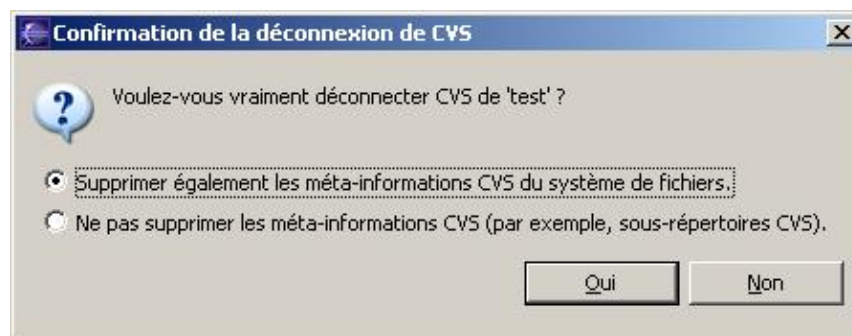 Confirmation de la déconnexion de CVS
Voulez-vous vraiment déconnecter CVS de 'test' ?
Supprimer également les méta-informations CVS du système de fichiers.
Ne pas supprimer les méta-informations CVS (par exemple, sous-répertoires CVS).
Oui Non